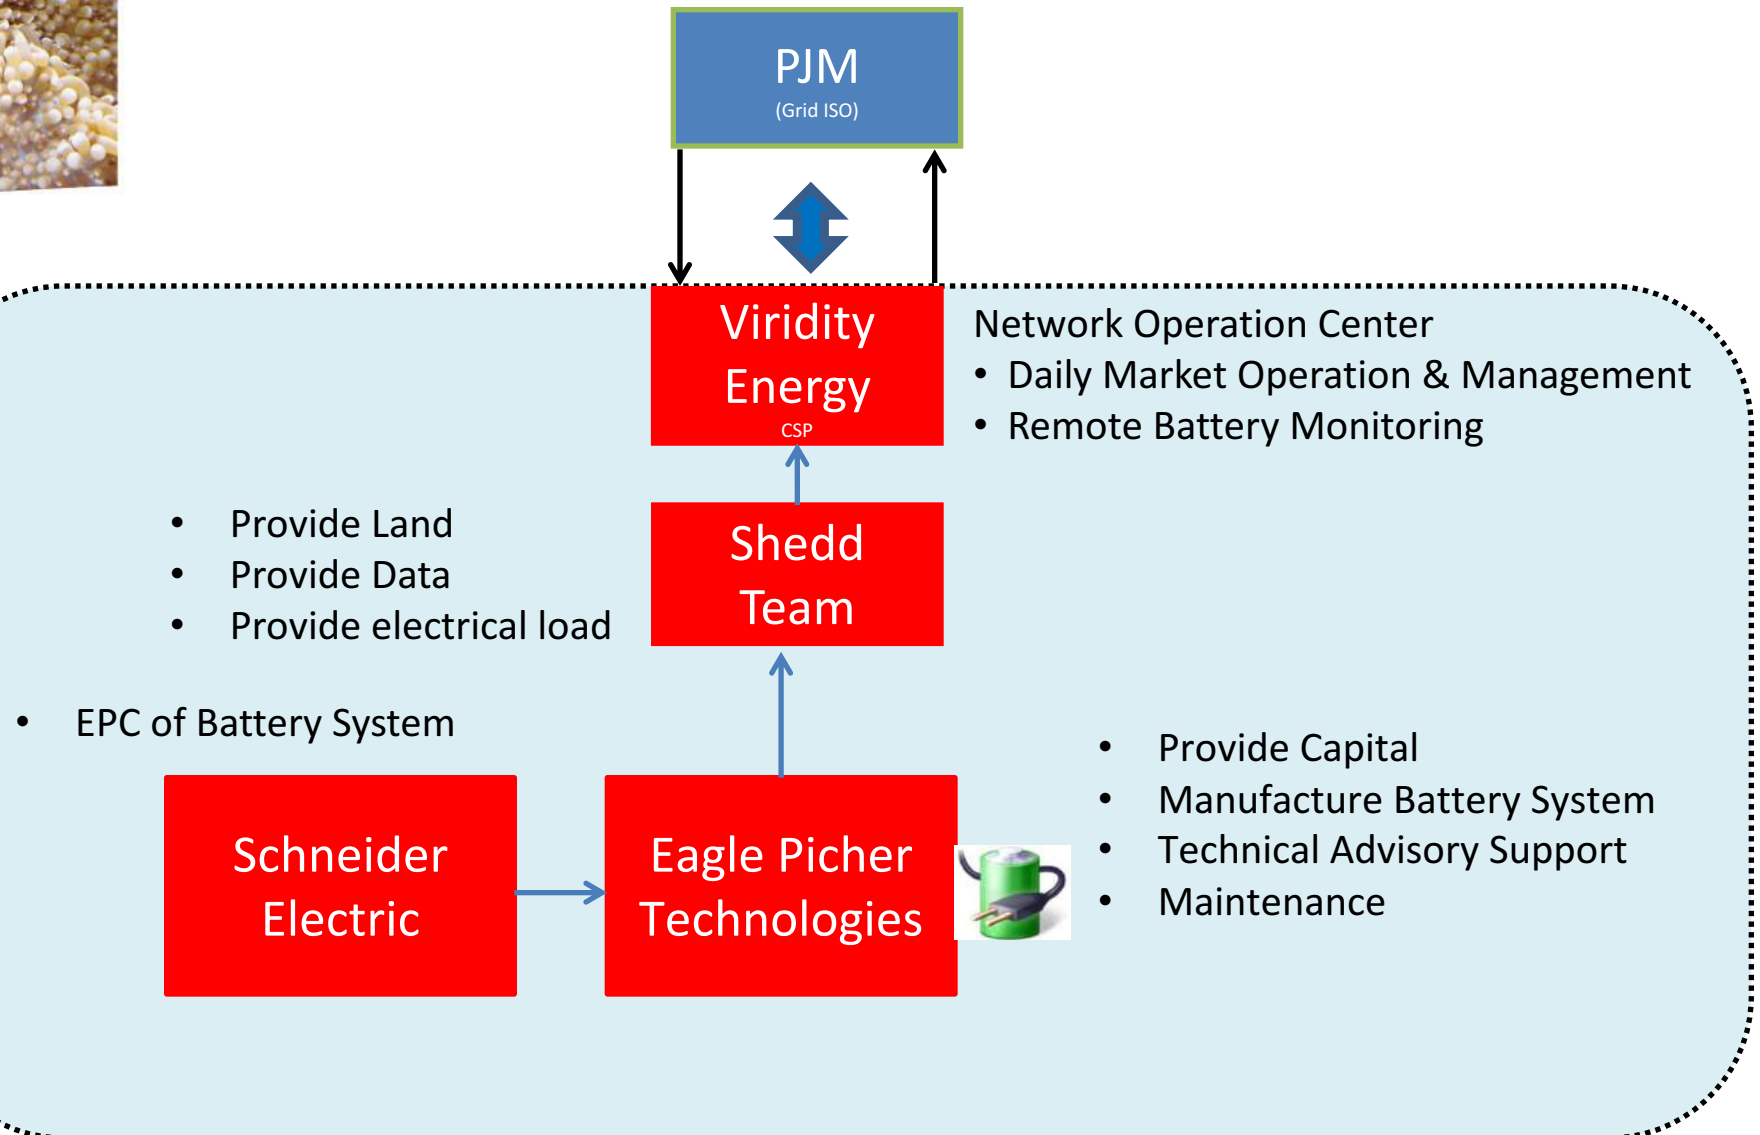 PJM
(Grid ISO)
Viridity
Energy
CSP
Network Operation Center
• Daily Market Operation & Management
• Remote Battery Monitoring
• Provide Land
• Provide Data
• Provide electrical load
Shedd
Team
• EPC of Battery System
Schneider
Electric
Eagle Picher
Technologies
• Provide Capital
• Manufacture Battery System
• Technical Advisory Support
• Maintenance